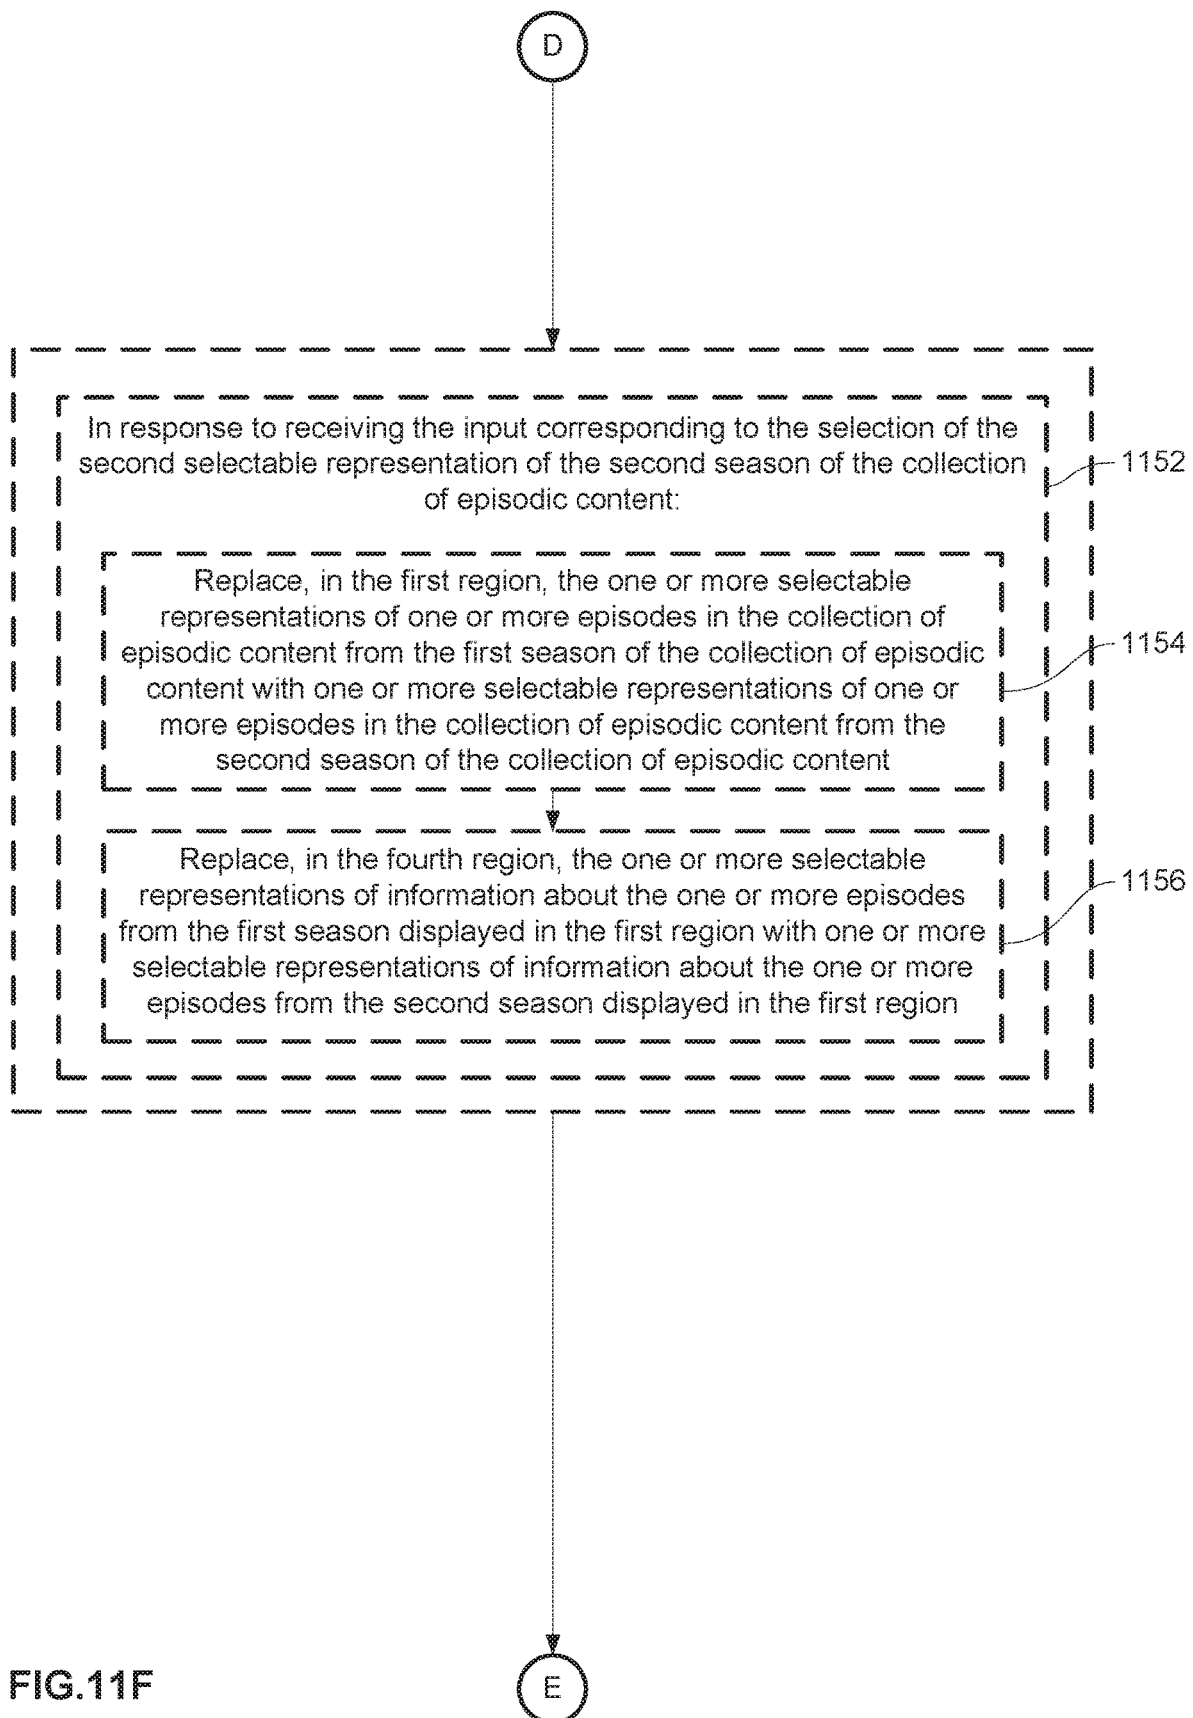 D
In response to receiving the input corresponding to the selection of the
second selectable representation of the second season of the collection
of episodic content:
1152
Replace, in the first region, the one or more selectable
representations of one or more episodes in the collection of
episodic content from the first season of the collection of episodic
content with one or more selectable representations of one or
more episodes in the collection of episodic content from the
second season of the collection of episodic content
1154
Replace, in the fourth region, the one or more selectable
representations of information about the one or more episodes
from the first season displayed in the first region with one or more
selectable representations of information about the one or more
episodes from the second season displayed in the first region
1156
FIG.11F
E